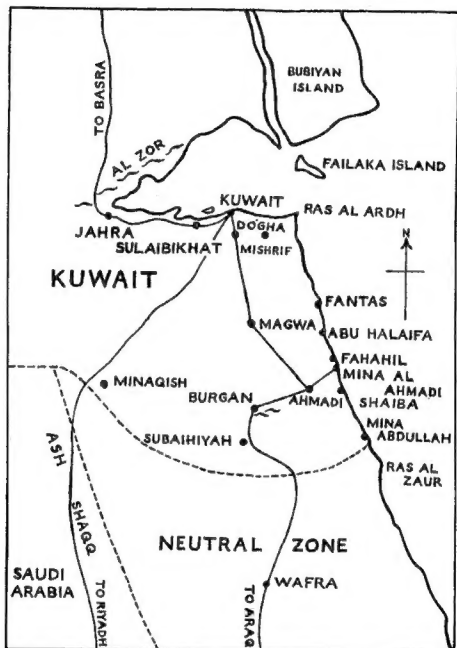 BUBIYAN
ISLAND
TO BASRA
AL ZOR
FAILAKA ISLAND
KUWAIT
RAS AL ARDH
JAHRA
SULAIBIKHAT
DOGHA
MISHRIF
N
KUWAIT
FANTAS
MAGWA
ABU HALAIFA
FAHAHIL
MINA AL
AHMADI
MINAQISH
AHMADI
SHAIBA
BURGAN
SUBAIHIYAH
MINA
ABDULLAH
ASH
SHAQQ
RAS AL
ZAUR
NEUTRAL ZONE
SAUDI
ARABIA
TO RIYADH
WAFRA
TO ARAQ